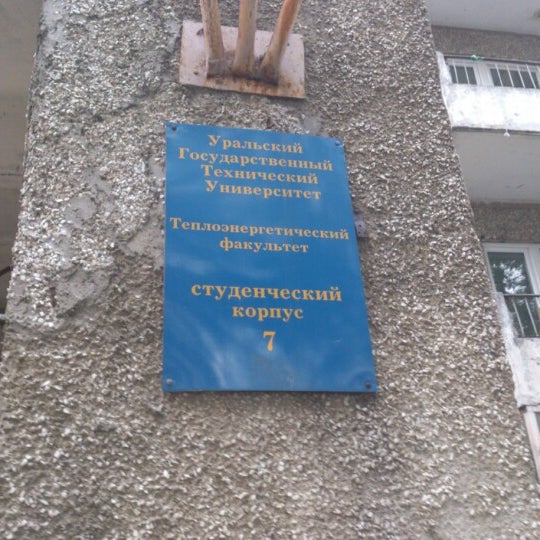 Уральский
Государственный
Технический
Университет
Теплоэнергетический
факультет
студенческий
корпус
7